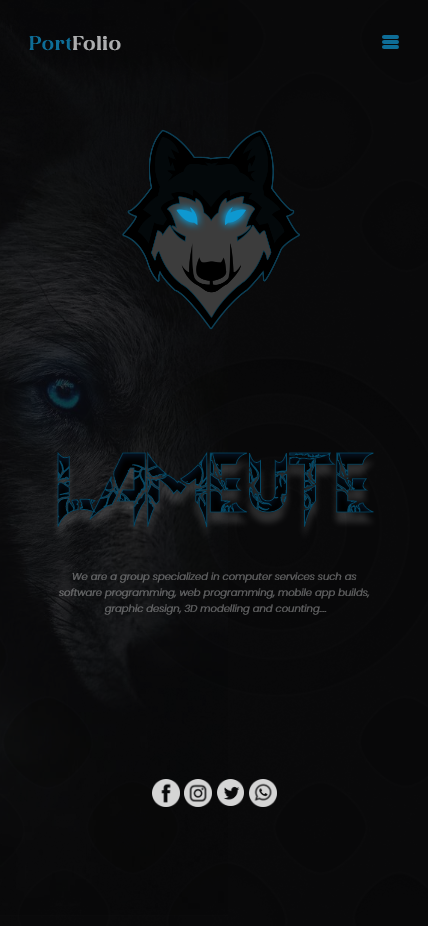 PortFolio
LAMEUTE
We are a group specialized in computer services such as
software programming, web programming, mobile app builds,
graphic design, 3D modelling and counting...